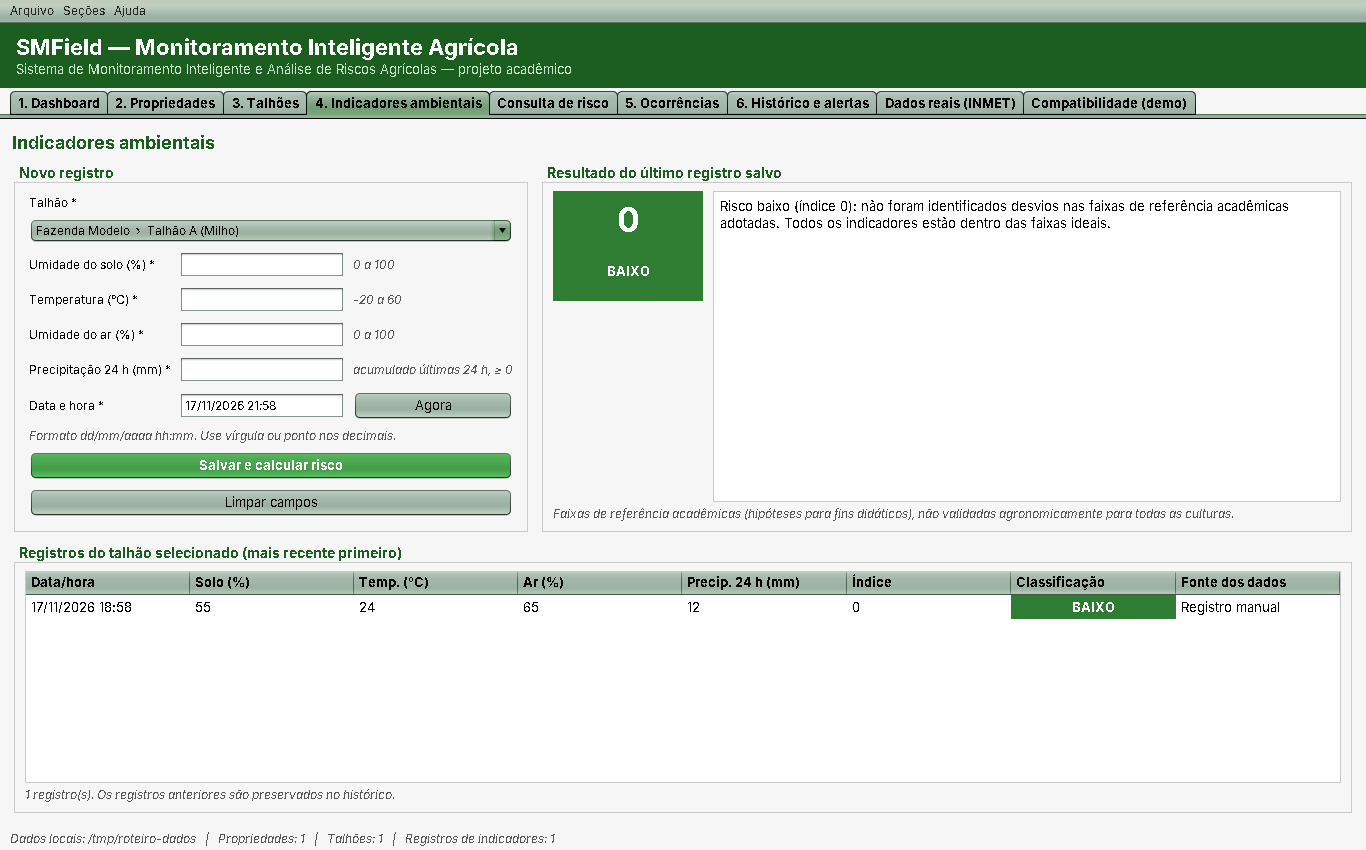 Arquivo Seções Ajuda
SMField — Monitoramento Inteligente Agrícola
Sistema de Monitoramento Inteligente e Análise de Riscos Agrícolas — projeto acadêmico
1. Dashboard 2. Propriedades 3. Talhões 4. Indicadores ambientais Consulta de risco 5. Ocorrências 6. Histórico e alertas Dados reais (INMET) Compatibilidade (demo)
Indicadores ambientais
Novo registro
Talhão *
Fazenda Modelo › Talhão A (Milho)
Umidade do solo (%) * 0 a 100
Temperatura (°C) * -20 a 60
Umidade do ar (%) * 0 a 100
Precipitação 24 h (mm) * acumulado últimas 24 h, ≥ 0
Data e hora * 17/11/2026 21:58 Agora
Formato dd/mm/aaaa hh:mm. Use vírgula ou ponto nos decimais.
Salvar e calcular risco
Limpar campos
Resultado do último registro salvo
0
BAIXO
Risco baixo (índice 0): não foram identificados desvios nas faixas de referência acadêmicas
adotadas. Todos os indicadores estão dentro das faixas ideais.
Faixas de referência acadêmicas (hipóteses para fins didáticos), não validadas agronomicamente para todas as culturas.
Registros do talhão selecionado (mais recente primeiro)
Data/hora Solo (%) Temp. (°C) Ar (%) Precip. 24 h (mm) Índice Classificação Fonte dos dados
17/11/2026 18:58 55 24 65 12 0 BAIXO Registro manual
1 registro(s). Os registros anteriores são preservados no histórico.
Dados locais: /tmp/roteiro-dados | Propriedades: 1 | Talhões: 1 | Registros de indicadores: 1